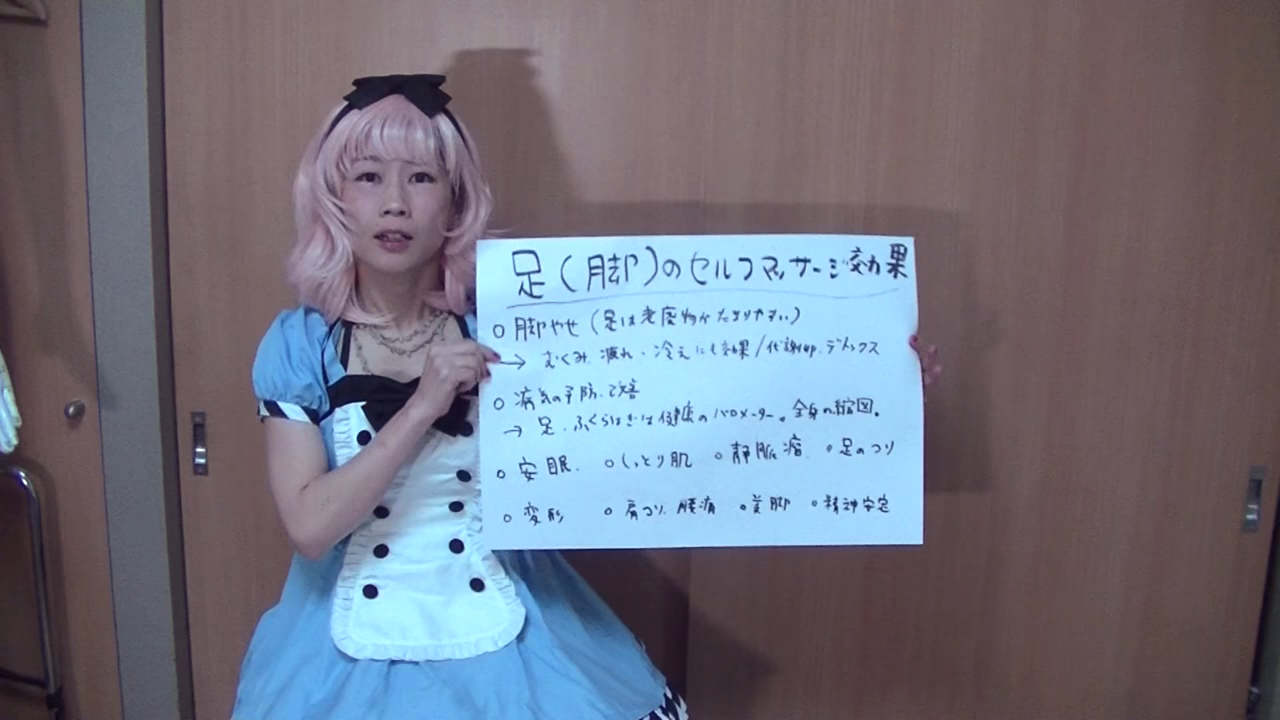 足(脚)のセルフマッサージ効果
○ 脚やせ (足は老廃物がたまりやすい)
→ むくみ、疲れ、冷えにも効果/代謝up、デトックス
○ 病気の予防、改善
→ 足、ふくらはぎは健康のバロメーター。全身の縮図。
○ 安眠、 ○しっとり肌 ○静脈瘤、 ○足のつり
○ 変形 ○ 肩コリ、腰痛 ○美脚 ○精神安定